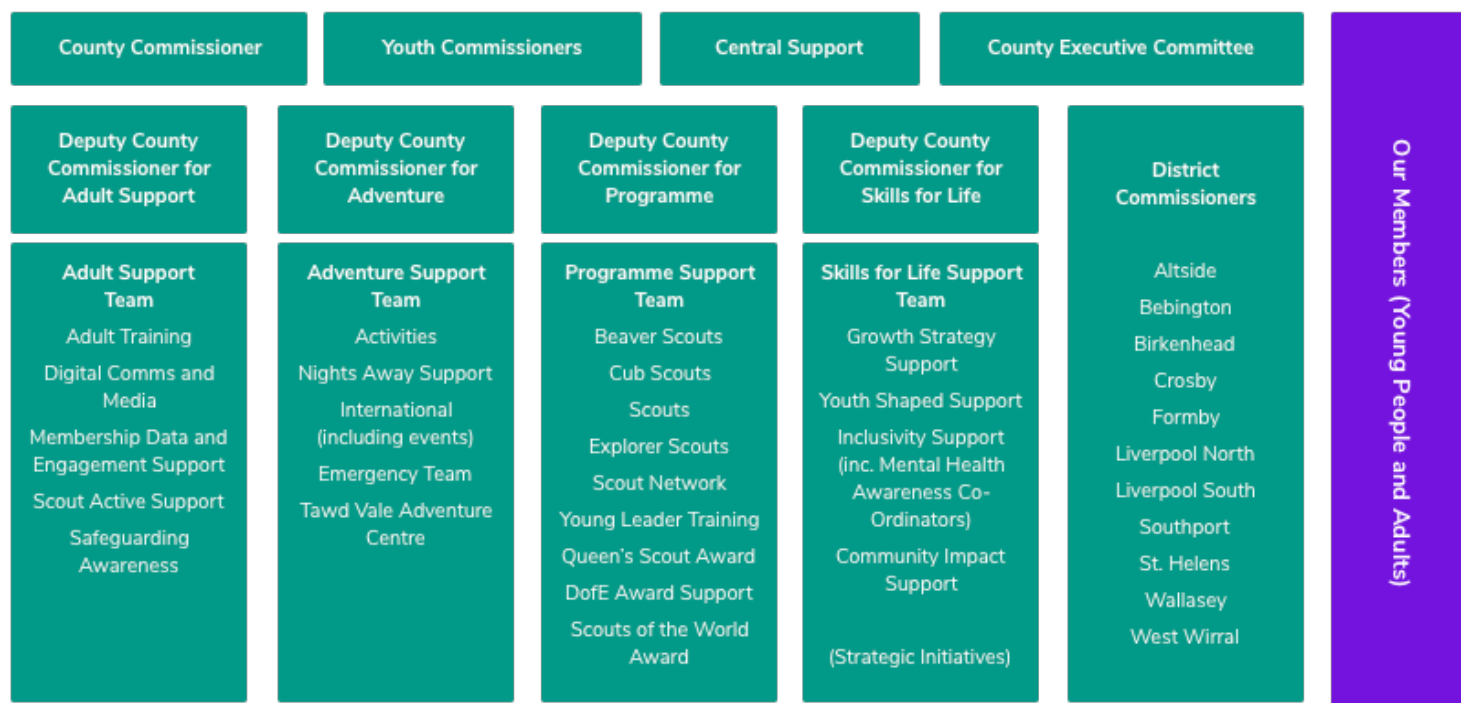 County Commissioner
Youth Commissioners
Central Support
County Executive Committee
Deputy County
Commissioner for
Adult Support
Adult Support
Team
Adult Training
Digital Comms and
Media
Membership Data and
Engagement Support
Scout Active Support
Safeguarding
Awareness
Deputy County
Commissioner for
Adventure
Adventure Support
Team
Activities
Nights Away Support
International
(including events)
Emergency Team
Tawd Vale Adventure
Centre
Deputy County
Commissioner for
Programme
Programme Support
Team
Beaver Scouts
Cub Scouts
Scouts
Explorer Scouts
Scout Network
Young Leader Training
Queen's Scout Award
DofE Award Support
Scouts of the World
Award
Deputy County
Commissioner for
Skills for Life
Skills for Life Support
Team
Growth Strategy
Support
Youth Shaped Support
Inclusivity Support
(inc. Mental Health
Awareness Co-
Ordinators)
Community Impact
Support
(Strategic Initiatives)
District
Commissioners
Altside
Bebington
Birkenhead
Crosby
Formby
Liverpool North
Liverpool South
Southport
St. Helens
Wallasey
West Wirral
Our Members (Young People and Adults)